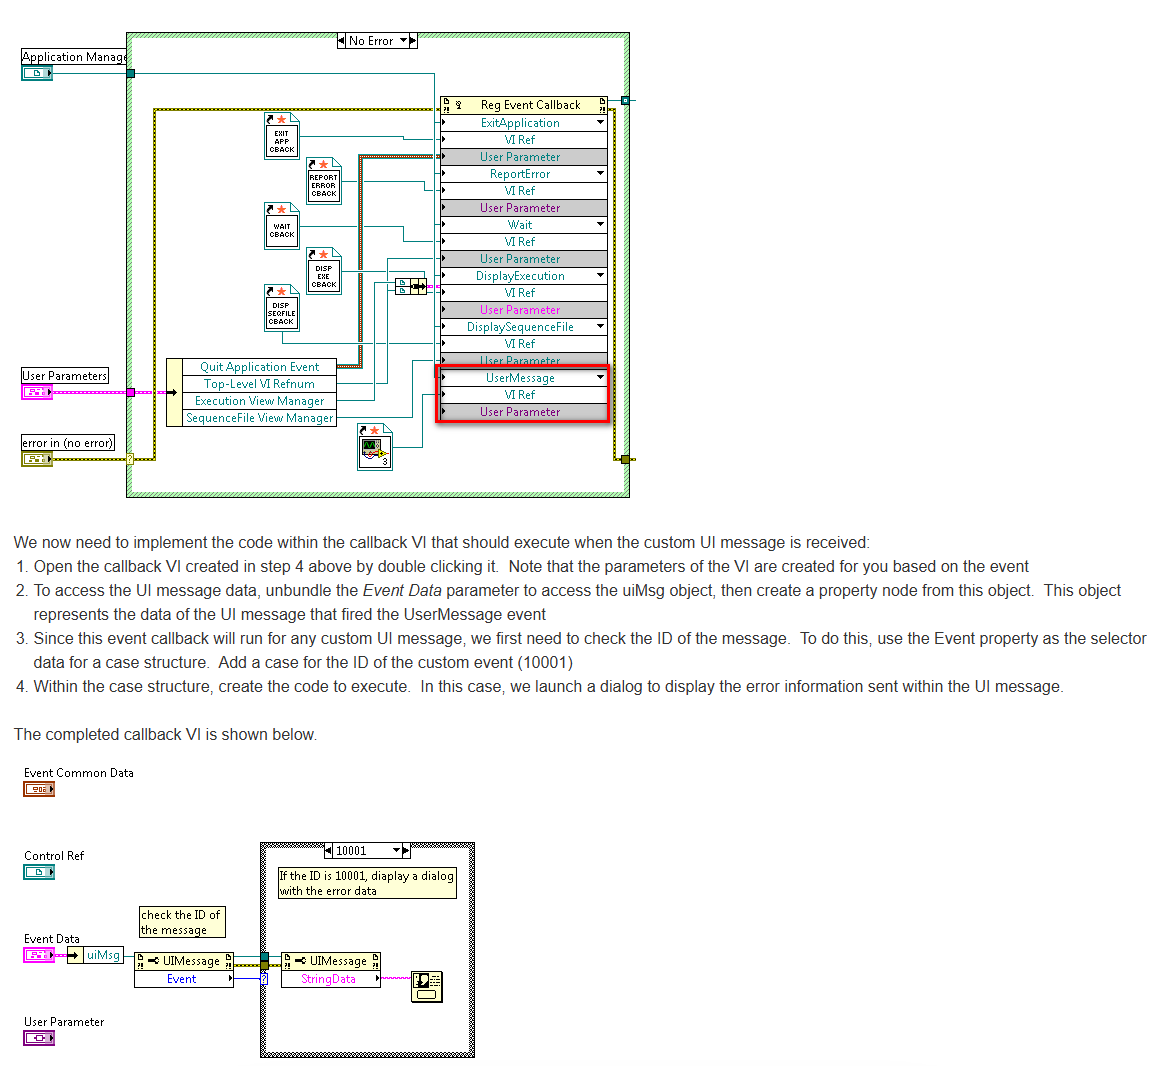 No Error
Application Manage
Reg Event Callback
ExitApplication
EXIT
APP
CBACK
VI Ref
User Parameter
REPORT
ERROR
CBACK
ReportError
VI Ref
User Parameter
WAIT
CBACK
Wait
VI Ref
User Parameter
DISP
EXE
CBACK
DisplayExecution
VI Ref
User Parameter
DISP
SEQFILE
CBACK
DisplaySequenceFile
VI Ref
User Parameter
User Parameters
Quit Application Event
Top-Level VI Refnum
Execution View Manager
SequenceFile View Manager
UserMessage
VI Ref
User Parameter
error in (no error)
?
3
We now need to implement the code within the callback VI that should execute when the custom UI message is received:
1. Open the callback VI created in step 4 above by double clicking it. Note that the parameters of the VI are created for you based on the event
2. To access the UI message data, unbundle the Event Data parameter to access the uiMsg object, then create a property node from this object. This object
represents the data of the UI message that fired the UserMessage event
3. Since this event callback will run for any custom UI message, we first need to check the ID of the message. To do this, use the Event property as the selector
data for a case structure. Add a case for the ID of the custom event (10001)
4. Within the case structure, create the code to execute. In this case, we launch a dialog to display the error information sent within the UI message.
The completed callback VI is shown below.
Event Common Data
Control Ref
10001
If the ID is 10001, diaplay a dialog
with the error data
check the ID of
the message
Event Data
uiMsg
UIMessage
Event
?
UIMessage
StringData
User Parameter